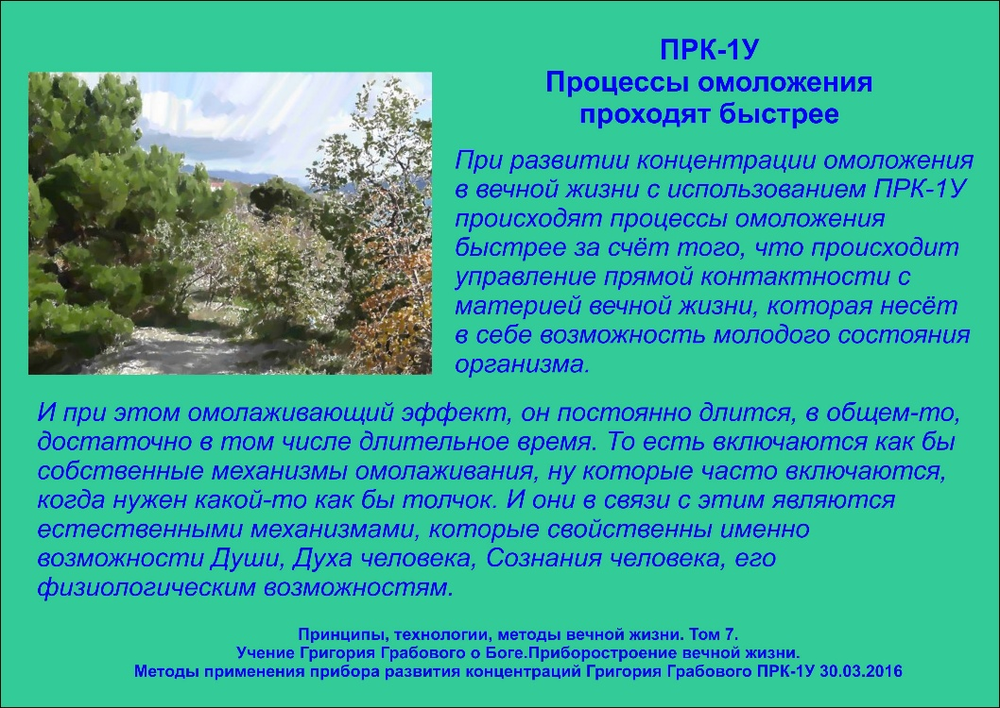 ПРК-1У
Процессы омоложения
проходят быстрее
При развитии концентрации омоложения
в вечной жизни с использованием ПРК-1У
происходят процессы омоложения
быстрее за счёт того, что происходит
управление прямой контактности с
материей вечной жизни, которая несёт
в себе возможность молодого состояния
организма.
И при этом омолаживающий эффект, он постоянно длится, в общем-то,
достаточно в том числе длительное время. То есть включаются как бы
собственные механизмы омолаживания, ну которые часто включаются,
когда нужен какой-то как бы толчок. И они в связи с этим являются
естественными механизмами, которые свойственны именно
возможности Души, Духа человека, Сознания человека, его
физиологическим возможностям.
Принципы, технологии, методы вечной жизни. Том 7.
Учение Григория Грабового о Боге.Приборостроение вечной жизни.
Методы применения прибора развития концентраций Григория Грабового ПРК-1У 30.03.2016